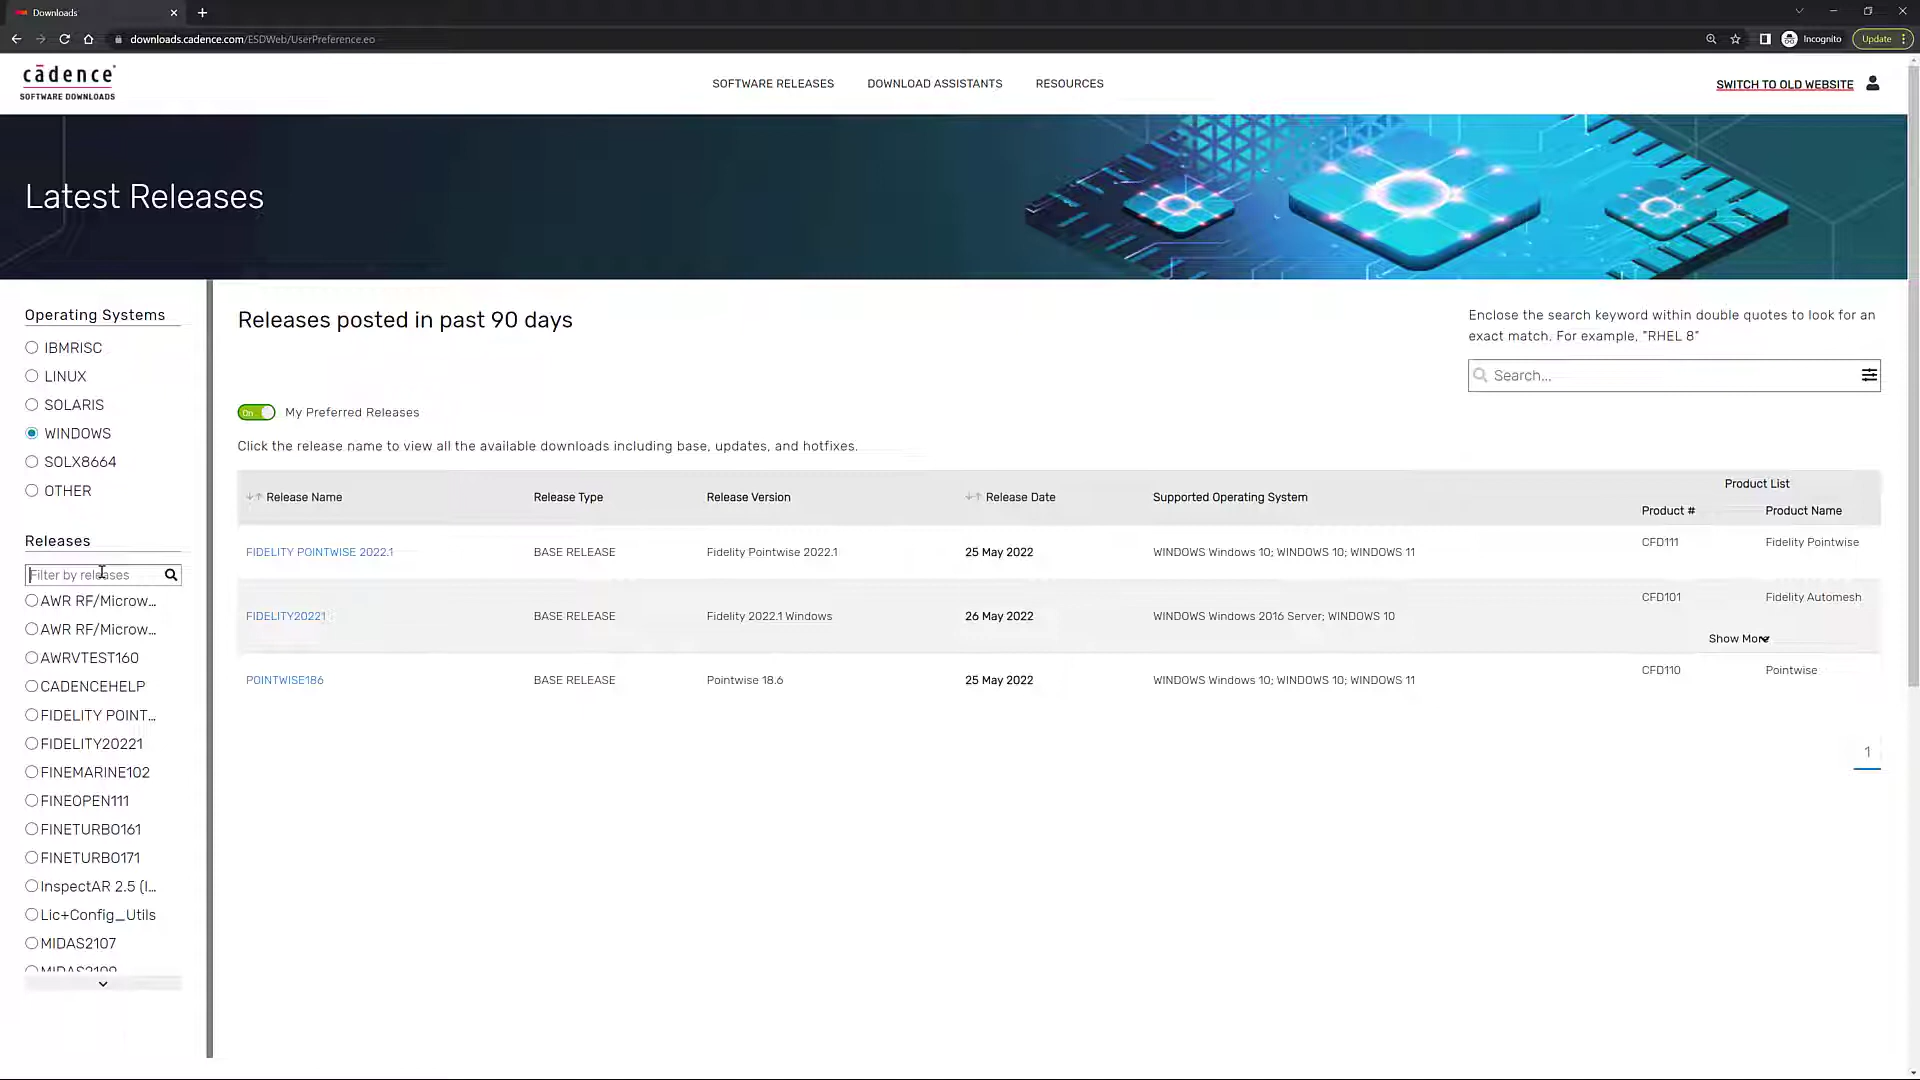 Downloads
downloads.cadence.com/ESDWeb/UserPreference.eo
Incognito
Update
cādence
SOFTWARE DOWNLOADS
SOFTWARE RELEASES
DOWNLOAD ASSISTANTS
RESOURCES
SWITCH TO OLD WEBSITE
Latest Releases
Operating Systems
IBMRISC
LINUX
SOLARIS
WINDOWS
SOLX8664
OTHER
Releases
Filter by releases
AWR RF/Microw...
AWR RF/Microw...
AWRVTEST160
CADENCEHELP
FIDELITY POINT...
FIDELITY20221
FINEMARINE102
FINEOPEN111
FINETURBO161
FINETURBO171
InspectAR 2.5 (I...
Lic+Config_Utils
MIDAS2107
MIDAS2109
Releases posted in past 90 days
Enclose the search keyword within double quotes to look for an
exact match. For example, "RHEL 8"
Search...
On
My Preferred Releases
Click the release name to view all the available downloads including base, updates, and hotfixes.
Release Name Release Type Release Version Release Date Supported Operating System Product List
Product # Product Name
FIDELITY POINTWISE 2022.1 BASE RELEASE Fidelity Pointwise 2022.1 25 May 2022 WINDOWS Windows 10; WINDOWS 10; WINDOWS 11 CFD111 Fidelity Pointwise
FIDELITY20221 BASE RELEASE Fidelity 2022.1 Windows 26 May 2022 WINDOWS Windows 2016 Server; WINDOWS 10 CFD101 Fidelity Automesh
Show More
POINTWISE186 BASE RELEASE Pointwise 18.6 25 May 2022 WINDOWS Windows 10; WINDOWS 10; WINDOWS 11 CFD110 Pointwise
1